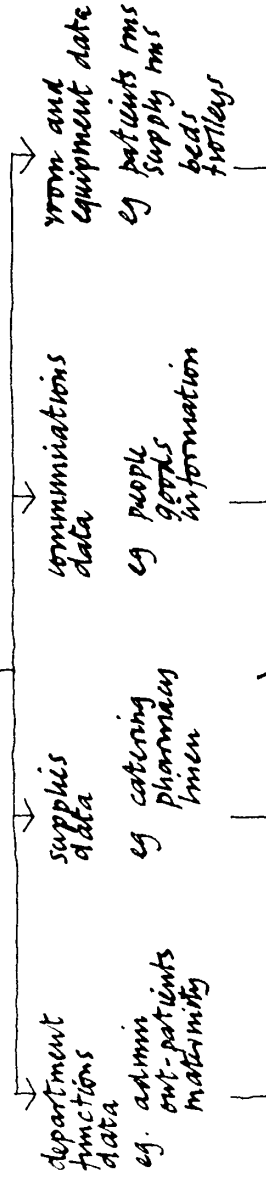 department
functions
data
eg. admin
out-patients
maternity
supplies
data
eg catering
pharmacy
linen
communications
data
eg people
goods
information
room and
equipment data
eg patients rms
supply rms
beds
trolleys